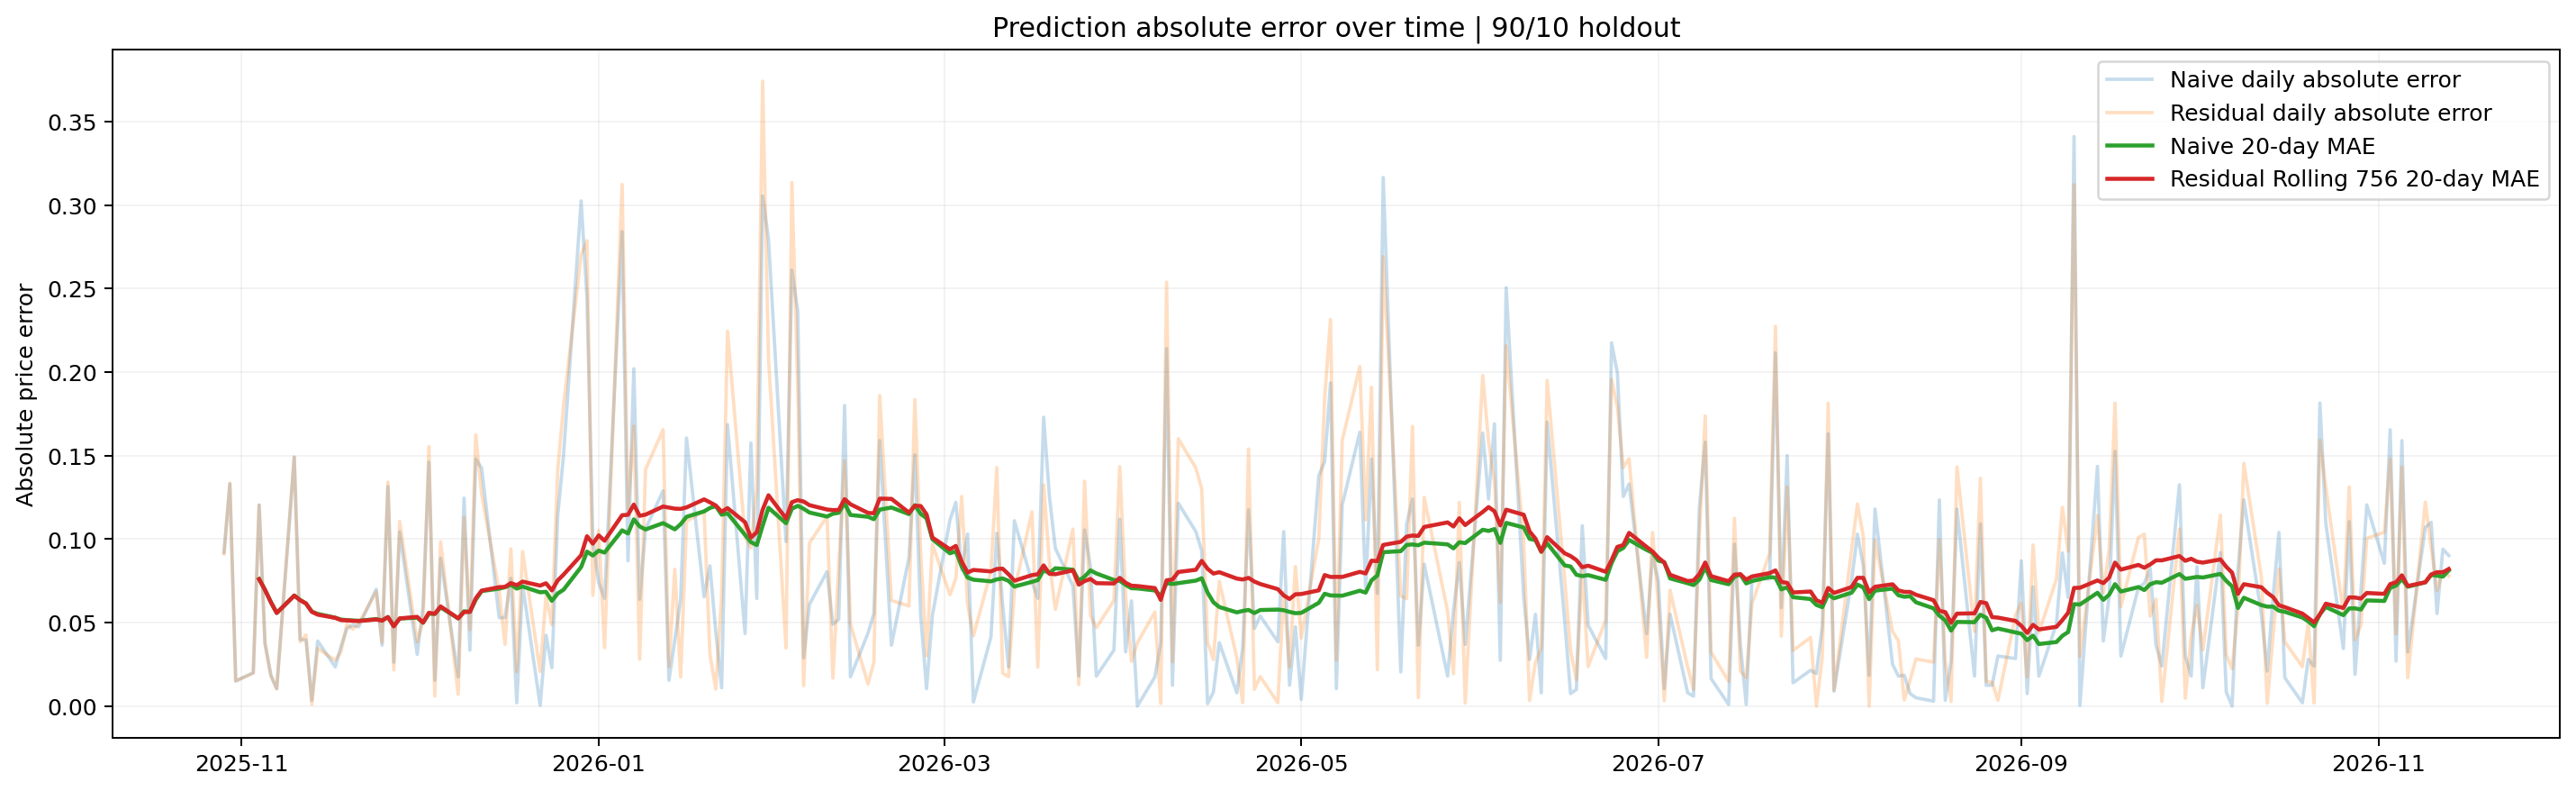 Prediction absolute error over time | 90/10 holdout
Naive daily absolute error
Residual daily absolute error
Naive 20-day MAE
Residual Rolling 756 20-day MAE
Absolute price error
0.35
0.30
0.25
0.20
0.15
0.10
0.05
0.00
2025-11
2026-01
2026-03
2026-05
2026-07
2026-09
2026-11